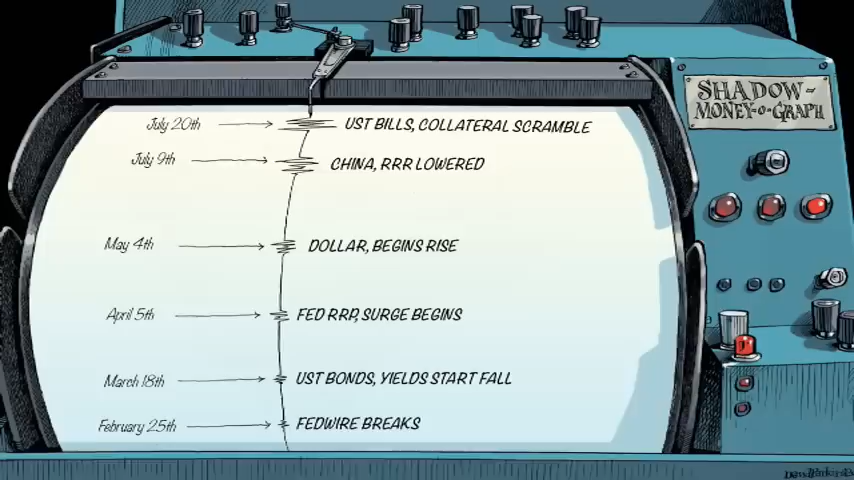 SHADOW-
MONEY-O-GRAPH
July 20th UST BILLS, COLLATERAL SCRAMBLE
July 9th CHINA, RRR LOWERED
May 4th DOLLAR, BEGINS RISE
April 5th FED RRP, SURGE BEGINS
March 18th UST BONDS, YIELDS START FALL
February 25th FEDWIRE BREAKS